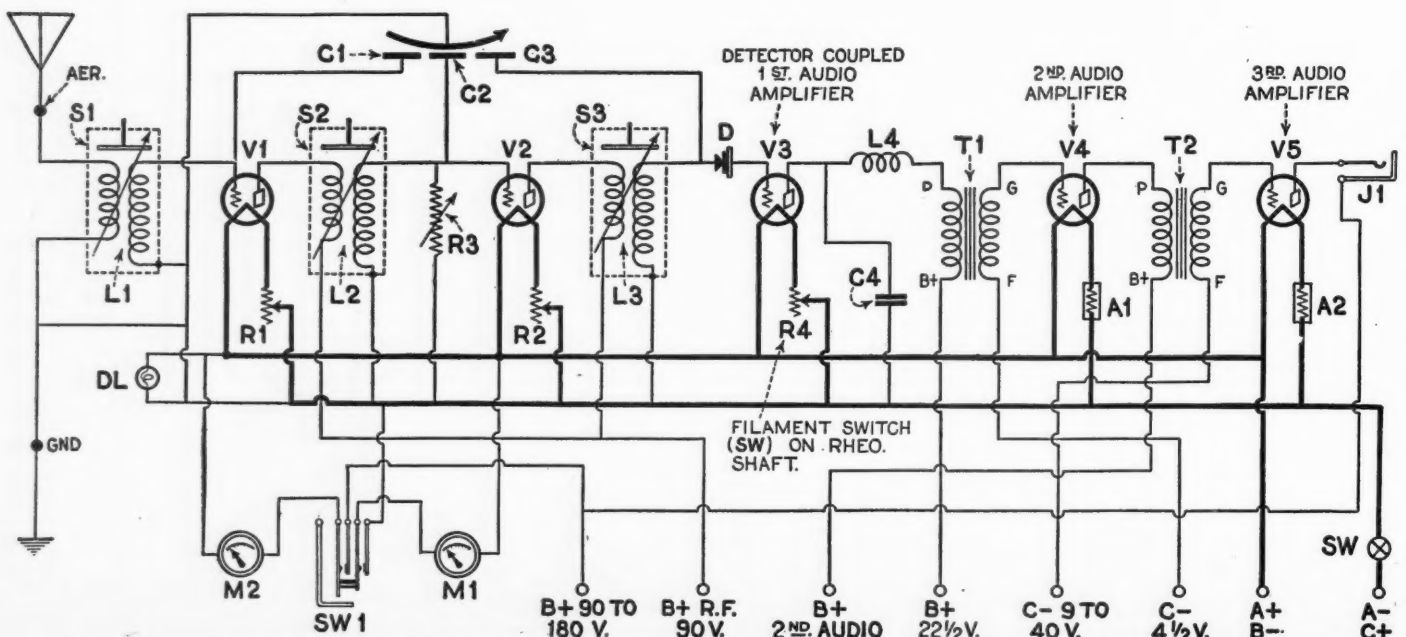 AER.
S1
L1
V1
R1
C1
C2
C3
S2
L2
R3
V2
R2
S3
L3
D
DETECTOR COUPLED
1ST. AUDIO
AMPLIFIER
V3
R4
L4
C4
T1
P
G
B+
F
2ND. AUDIO
AMPLIFIER
V4
A1
T2
P
G
B+
F
3RD. AUDIO
AMPLIFIER
V5
A2
J1
DL
GND
FILAMENT SWITCH
(SW) ON RHEO.
SHAFT.
M2
SW1
M1
SW
B+ 90 TO
180 V.
B+ R.F.
90V.
B+
2ND. AUDIO
B+
22½V.
C- 9 TO
40 V.
C-
4½V.
A+
B-
A-
C+